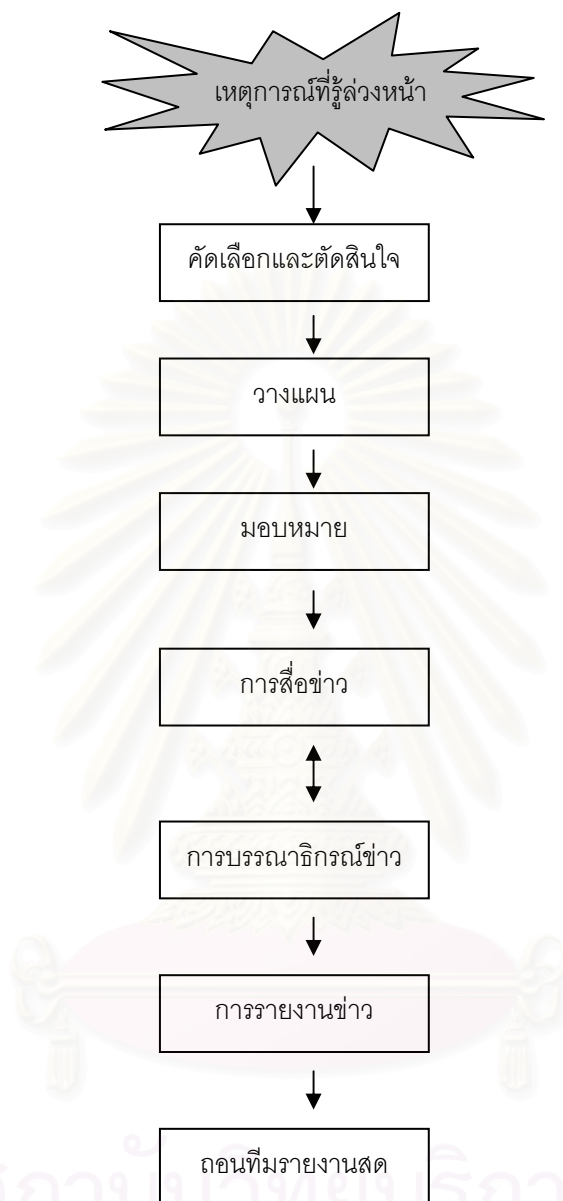 เหตุการณ์ที่รู้ล่วงหน้า
คัดเลือกและตัดสินใจ
วางแผน
มอบหมาย
การสื่อข่าว
การบรรณาธิกรณ์ข่าว
การรายงานข่าว
ถอนทีมรายงานสด